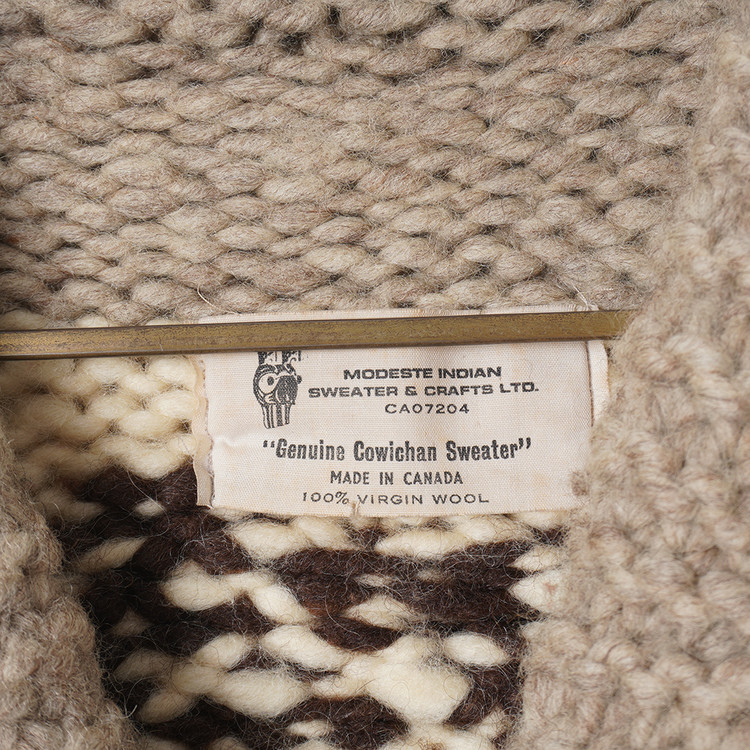 MODESTE INDIAN
SWEATER & CRAFTS LTD.
CA07204
"Genuine Cowichan Sweater"
MADE IN CANADA
100% VIRGIN WOOL